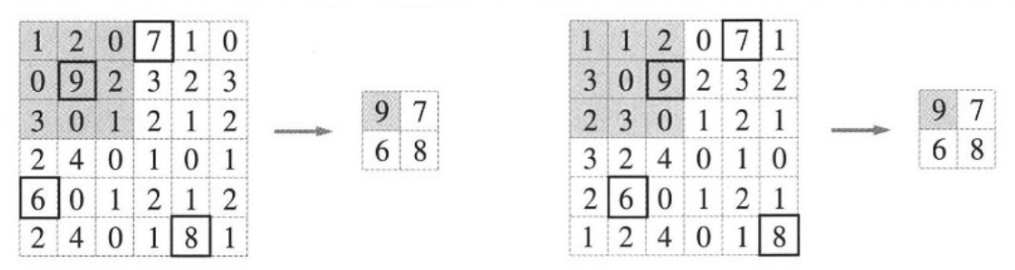 1 2 0 7 1 0
0 9 2 3 2 3
3 0 1 2 1 2
2 4 0 1 0 1
6 0 1 2 1 2
2 4 0 1 8 1
9 7
6 8
1 1 2 0 7 1
3 0 9 2 3 2
2 3 0 1 2 1
3 2 4 0 1 0
2 6 0 1 2 1
1 2 4 0 1 8
9 7
6 8